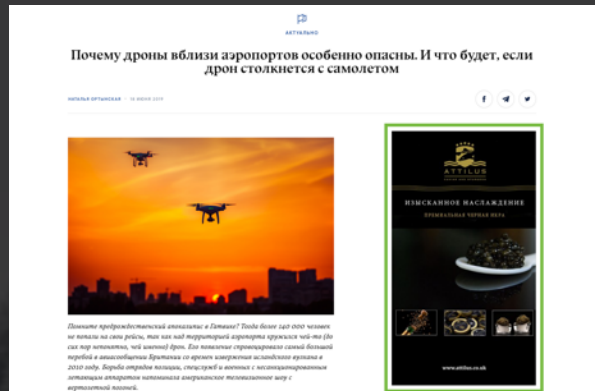 АКТУАЛЬНО
Почему дроны вблизи аэропортов особенно опасны. И что будет, если
дрон столкнется с самолетом
14 ИЮНЯ 2019
Помните предрождественский апокалипсис в Гатвике? Тогда более 140 000 человек
не попали на свои рейсы, так как над территорией аэропорта кружился чей-то (до
сих пор непонятно, чей именно) дрон. Его появление спровоцировало самый большой
перебой в авиасообщении Британии со времен извержения исландского вулкана в
2010 году. Борьба отрядов полиции, спецслужб и военных с несанкционированным
летающим аппаратом напоминала американское телевизионное шоу с
вертолетной погоней.
ATTILUS
ИЗЫСКАННОЕ НАСЛАЖДЕНИЕ
ПРЕМИАЛЬНАЯ ЧЕРНАЯ ИКРА
www.attilus.co.uk